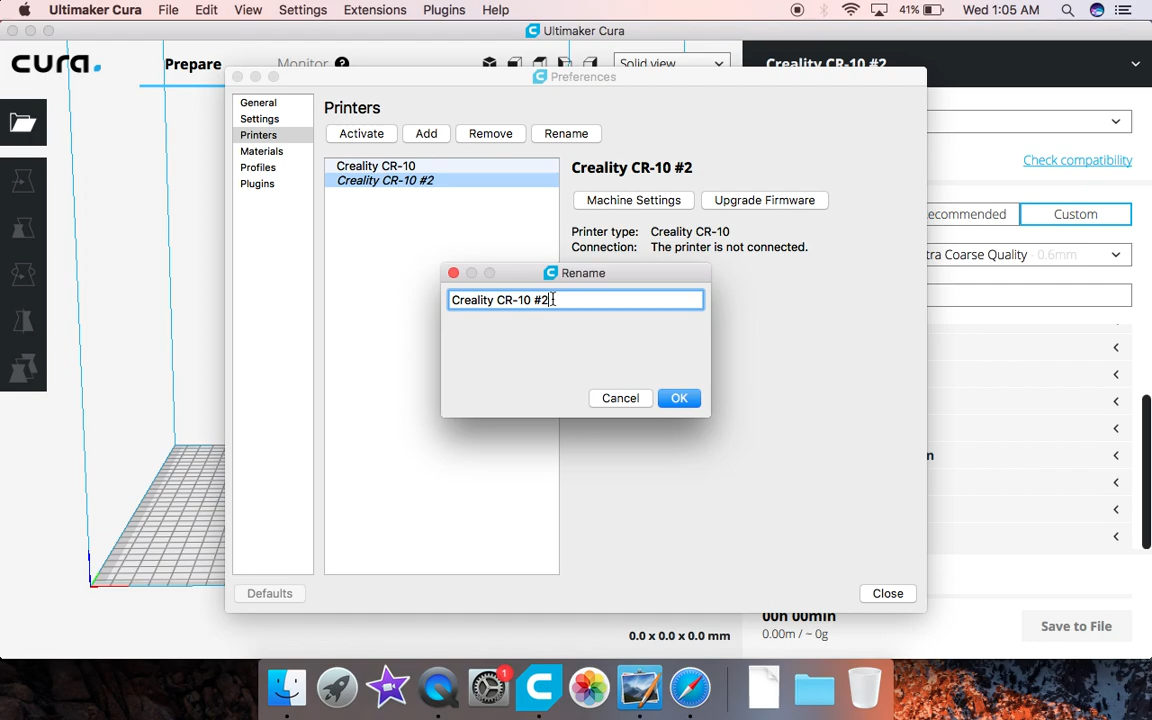 Ultimaker Cura File Edit View Settings Extensions Plugins Help 41% Wed 1:05 AM
Ultimaker Cura
cura. Prepare Monitor ? Solid view Creality CR-10 #2
Preferences
General
Settings
Printers
Materials
Profiles
Plugins
Printers
Activate Add Remove Rename
Creality CR-10
Creality CR-10 #2
Creality CR-10 #2
Machine Settings Upgrade Firmware
Printer type: Creality CR-10
Connection: The printer is not connected.
Rename
Creality CR-10 #2
Cancel OK
Defaults Close
Check compatibility
ecommended Custom
tra Coarse Quality - 0.6mm
n
0.0 x 0.0 x 0.0 mm
00h 00min
0.00m / ~ 0g
Save to File
1